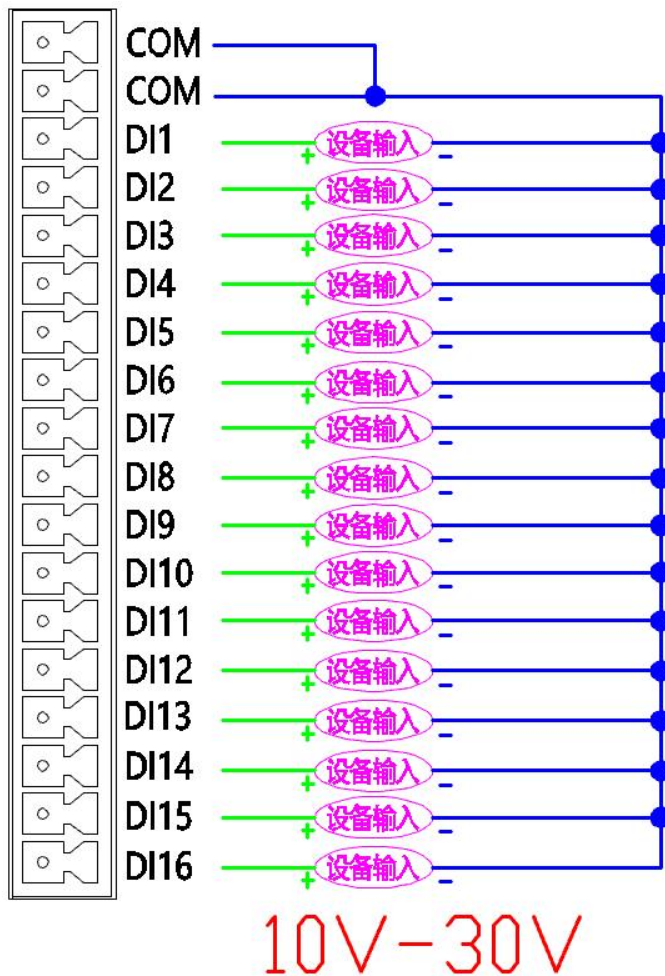 COM
COM
DI1 + 设备输入 -
DI2 + 设备输入 -
DI3 + 设备输入 -
DI4 + 设备输入 -
DI5 + 设备输入 -
DI6 + 设备输入 -
DI7 + 设备输入 -
DI8 + 设备输入 -
DI9 + 设备输入 -
DI10 + 设备输入 -
DI11 + 设备输入 -
DI12 + 设备输入 -
DI13 + 设备输入 -
DI14 + 设备输入 -
DI15 + 设备输入 -
DI16 + 设备输入 -
10V-30V